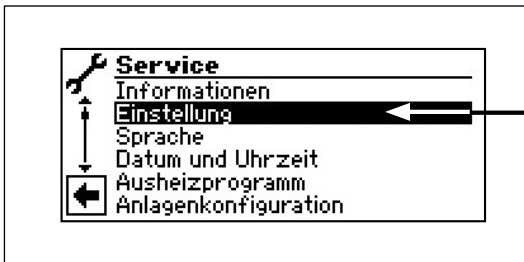 Service
Informationen
Einstellung
Sprache
Datum und Uhrzeit
Ausheizprogramm
Anlagenkonfiguration